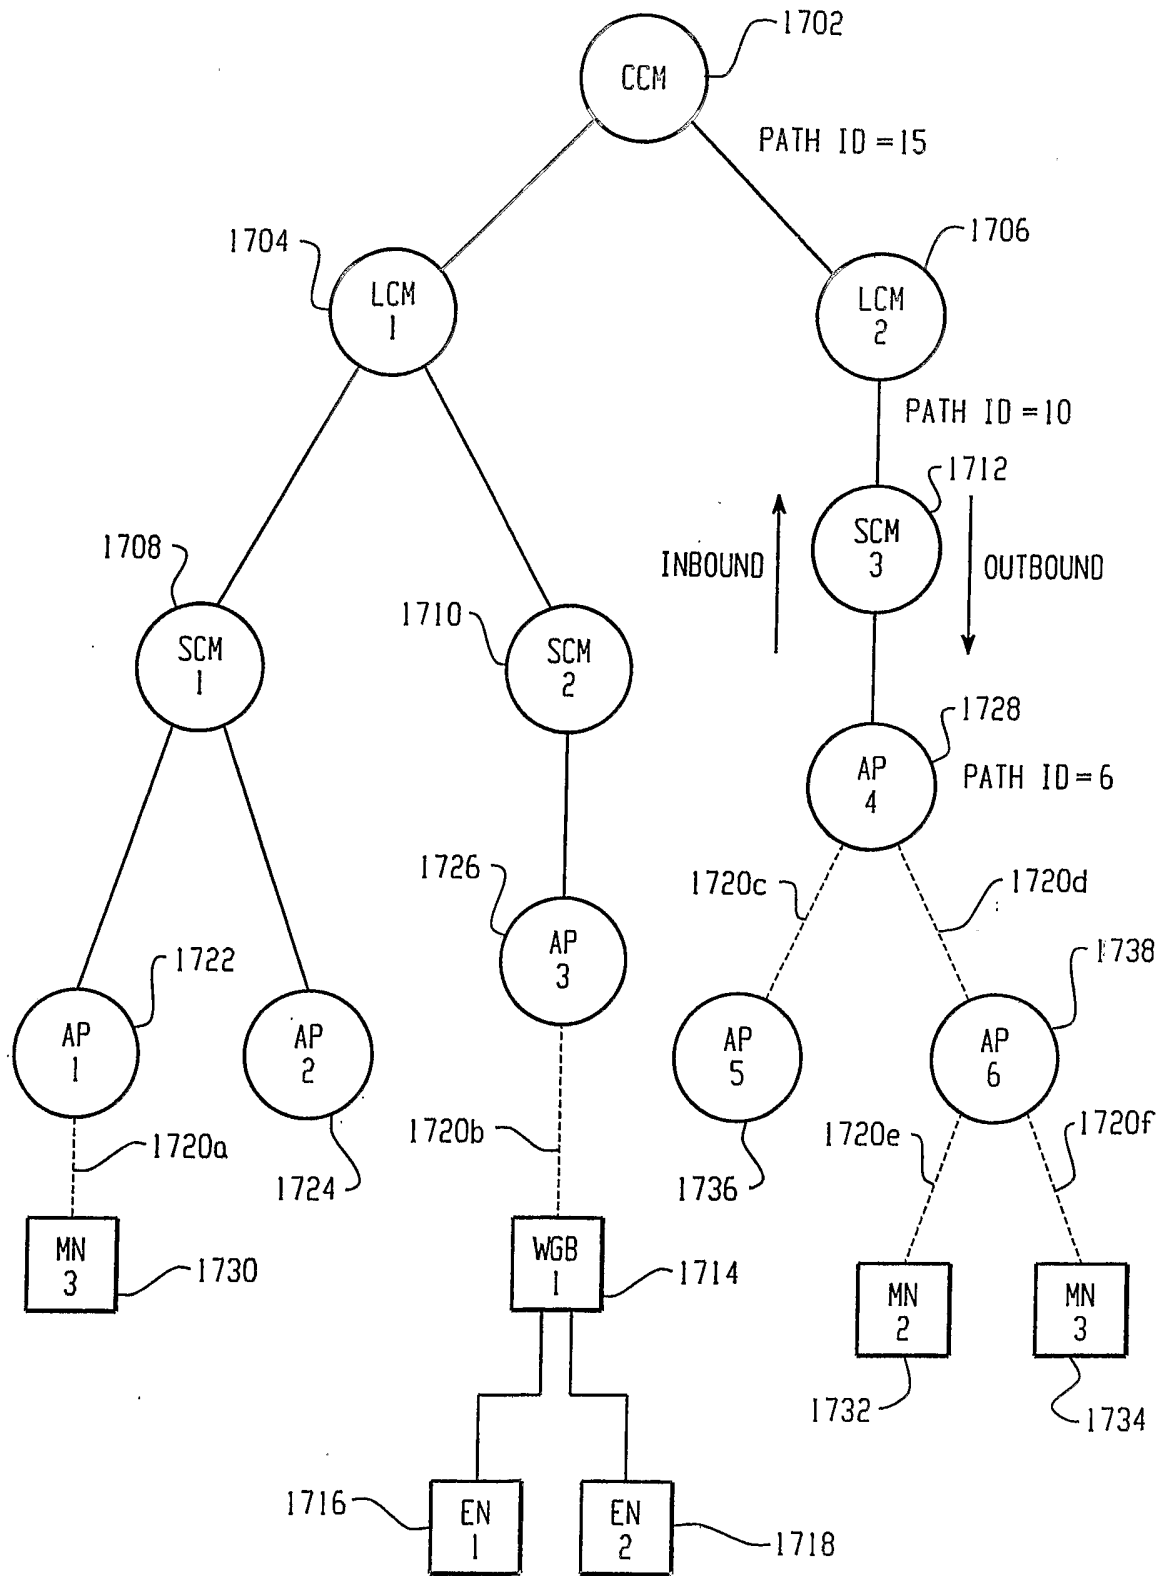 1702
CCM
PATH ID = 15
1704
1706
LCM
1
LCM
2
PATH ID = 10
1712
1708
SCM
3
INBOUND
OUTBOUND
1710
SCM
1
SCM
2
1728
AP
4
PATH ID = 6
1726
1720c
1720d
1722
AP
3
1738
AP
1
AP
2
AP
5
AP
6
1720a
1720b
1720e
1720f
1724
1736
MN
3
1730
WGB
1
1714
MN
2
MN
3
1732
1734
1716
EN
1
EN
2
1718